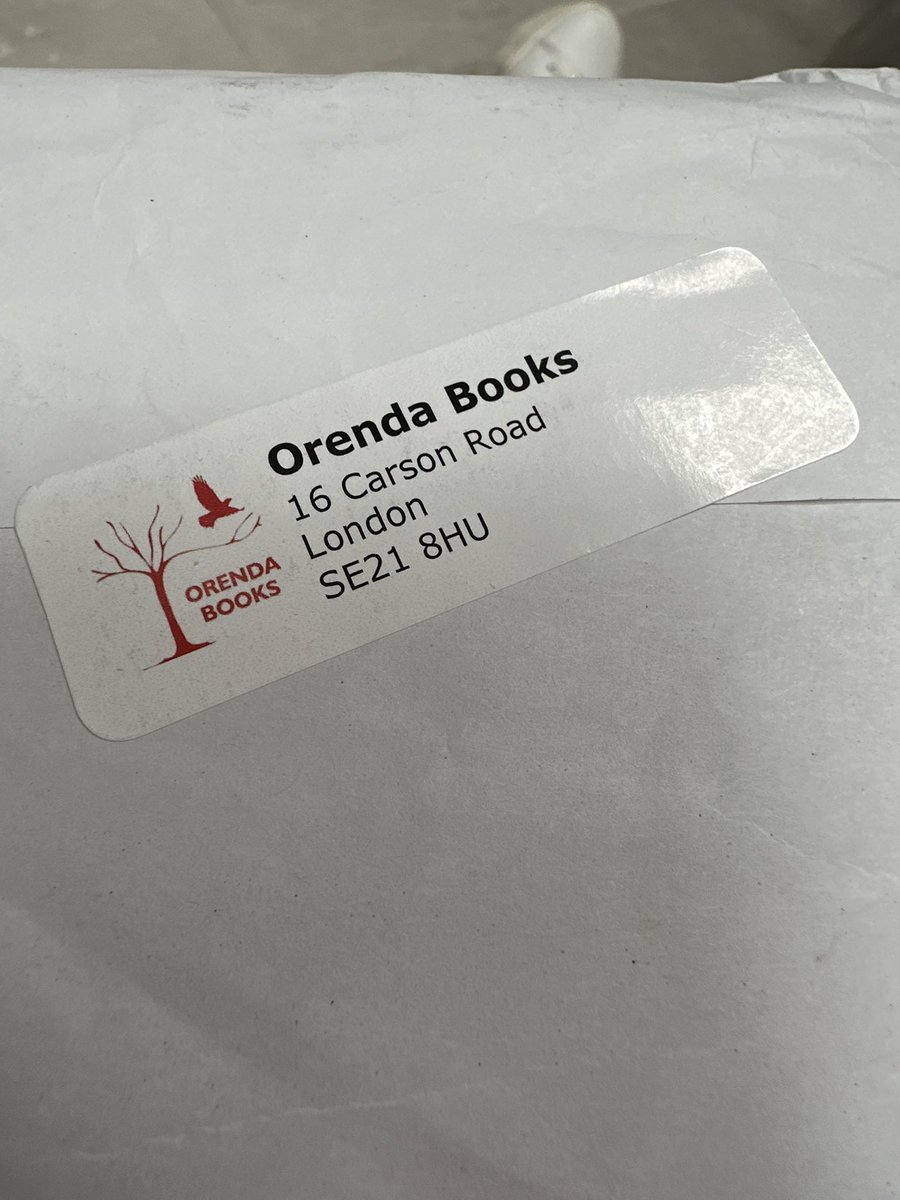 Orenda Books
16 Carson Road
London
SE21 8HU
ORENDA
BOOKS